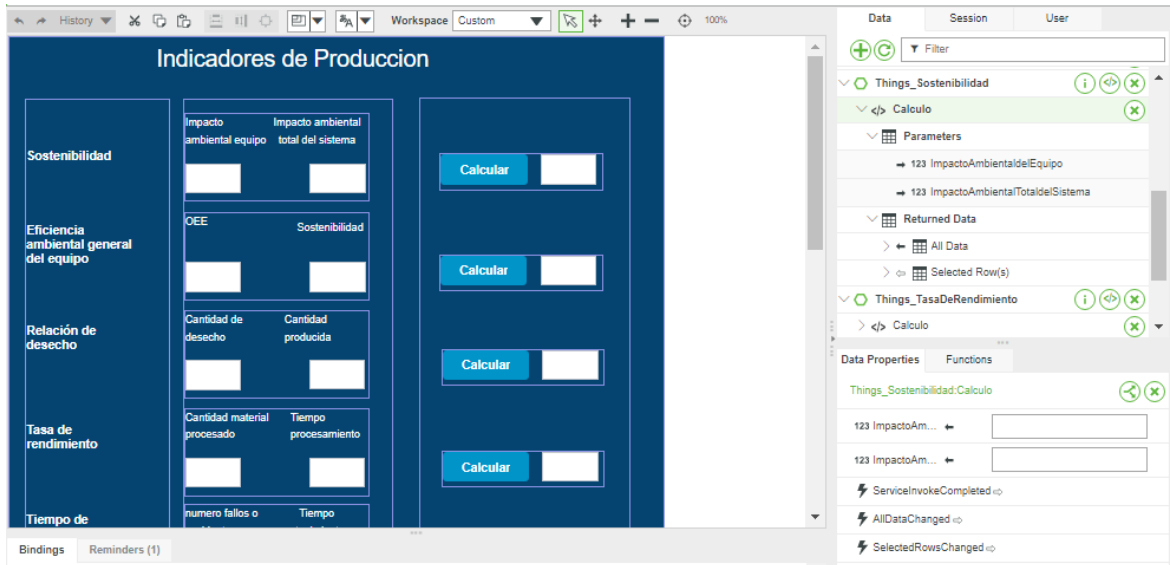 History
Workspace Custom 100%
Data Session User
Filter
Indicadores de Produccion
Sostenibilidad
Impacto
ambiental equipo
Impacto ambiental
total del sistema
Calcular
Eficiencia
ambiental general
del equipo
OEE
Sostenibilidad
Calcular
Relación de
desecho
Cantidad de
desecho
Cantidad
producida
Calcular
Tasa de
rendimiento
Cantidad material
procesado
Tiempo
procesamiento
Calcular
Tiempo de
numero fallos o
Tiempo
Bindings Reminders (1)
Things_Sostenibilidad
</> Calculo
Parameters
123 ImpactoAmbientaldelEquipo
123 ImpactoAmbientalTotaldelSistema
Returned Data
All Data
Selected Row(s)
Things_TasaDeRendimiento
</> Calculo
Data Properties Functions
Things_Sostenibilidad:Calculo
123 ImpactoAm...
123 ImpactoAm...
ServiceInvokeCompleted
AllDataChanged
SelectedRowsChanged